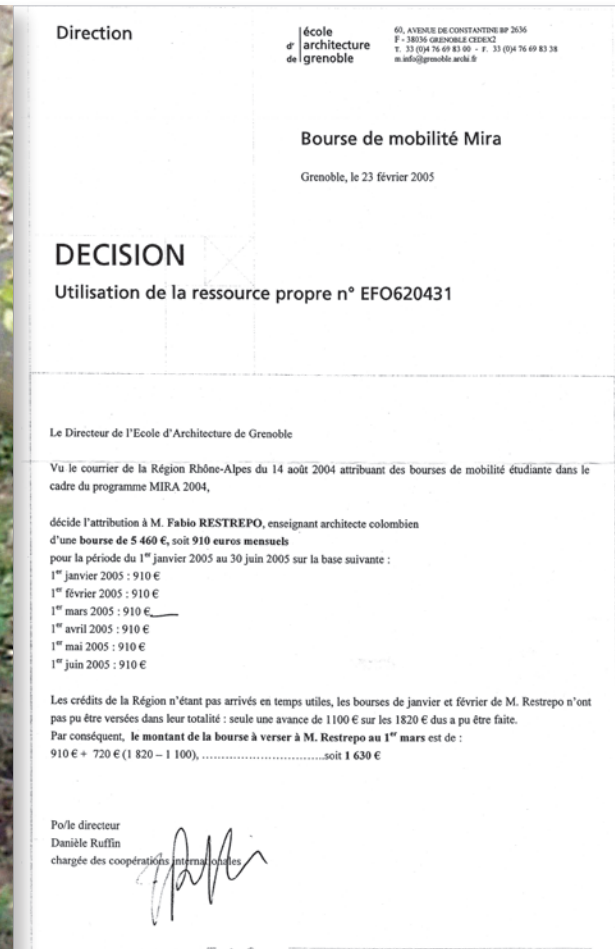 Direction
école
d' architecture
de grenoble
60, AVENUE DE CONSTANTINE BP 2636
F - 38036 GRENOBLE CEDEX2
T. 33 (0)4 76 69 83 00 - F. 33 (0)4 76 69 83 38
m.info@grenoble.archi.fr
Bourse de mobilité Mira
Grenoble, le 23 février 2005
DECISION
Utilisation de la ressource propre n° EFO620431
Le Directeur de l'Ecole d'Architecture de Grenoble
Vu le courrier de la Région Rhône-Alpes du 14 août 2004 attribuant des bourses de mobilité étudiante dans le
cadre du programme MIRA 2004,
décide l'attribution à M. Fabio RESTREPO, enseignant architecte colombien
d'une bourse de 5 460 €, soit 910 euros mensuels
pour la période du 1er janvier 2005 au 30 juin 2005 sur la base suivante :
1er janvier 2005 : 910 €
1er février 2005 : 910 €
1er mars 2005 : 910 €
1er avril 2005 : 910 €
1er mai 2005 : 910 €
1er juin 2005 : 910 €
Les crédits de la Région n'étant pas arrivés en temps utiles, les bourses de janvier et février de M. Restrepo n'ont
pas pu être versées dans leur totalité : seule une avance de 1100 € sur les 1820 € dus a pu être faite.
Par conséquent, le montant de la bourse à verser à M. Restrepo au 1er mars est de :
910 € + 720 € (1 820 – 1 100), ................................soit 1 630 €
Po/le directeur
Danièle Ruffin
chargée des coopérations internationales